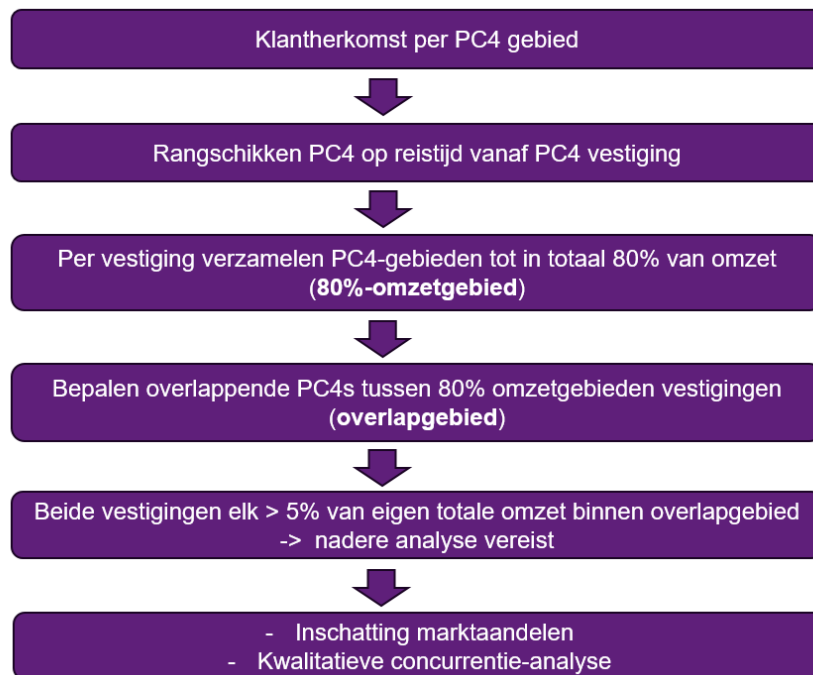 Klantherkomst per PC4 gebied
Rangschikken PC4 op reistijd vanaf PC4 vestiging
Per vestiging verzamelen PC4-gebieden tot in totaal 80% van omzet
(80%-omzetgebied)
Bepalen overlappende PC4s tussen 80% omzetgebieden vestigingen
(overlapgebied)
Beide vestigingen elk > 5% van eigen totale omzet binnen overlapgebied
-> nadere analyse vereist
- Inschatting marktaandelen
- Kwalitatieve concurrentie-analyse